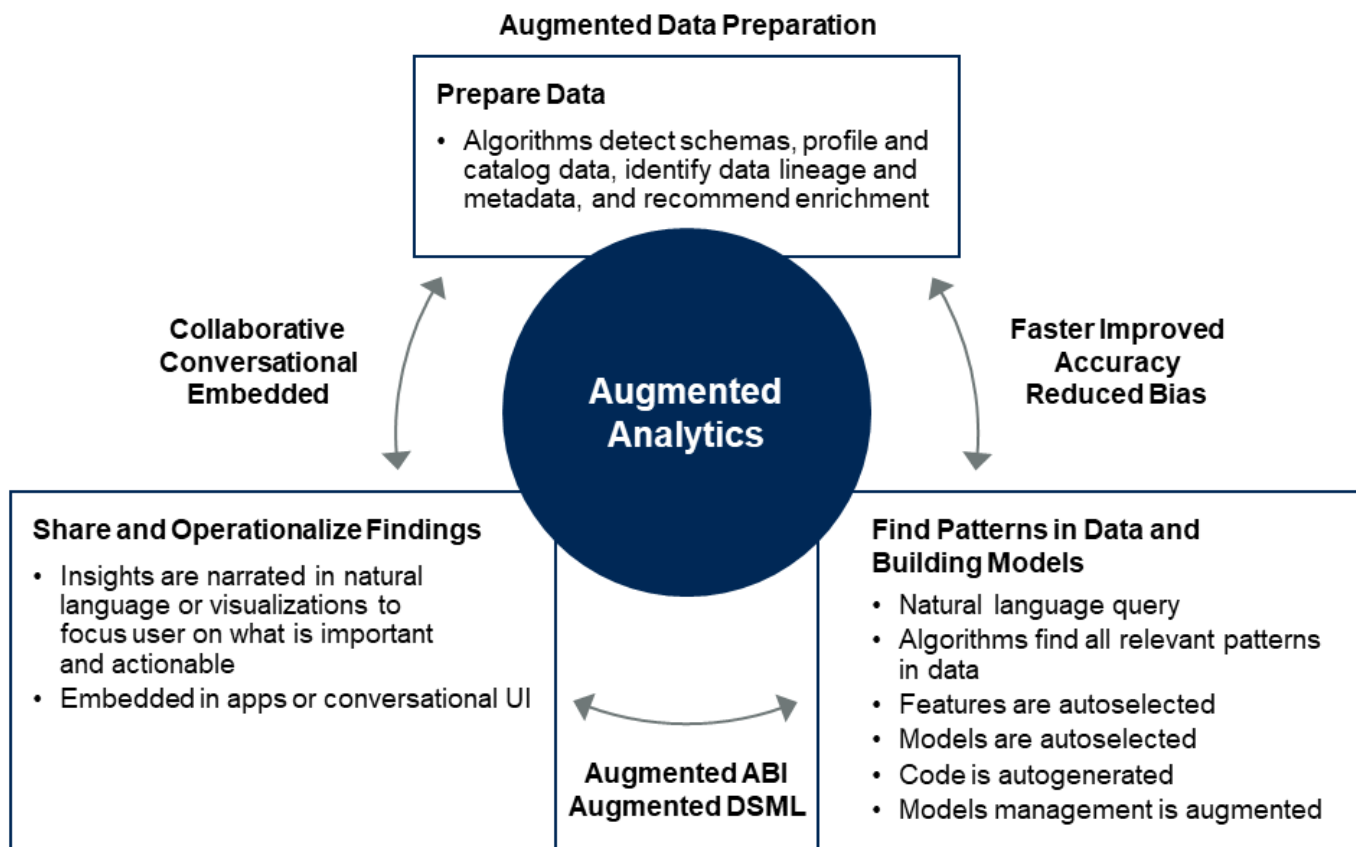 Augmented Data Preparation
Prepare Data
• Algorithms detect schemas, profile and
catalog data, identify data lineage and
metadata, and recommend enrichment
Collaborative
Conversational
Embedded
Faster Improved
Accuracy
Reduced Bias
Augmented
Analytics
Share and Operationalize Findings
• Insights are narrated in natural
language or visualizations to
focus user on what is important
and actionable
• Embedded in apps or conversational UI
Augmented ABI
Augmented DSML
Find Patterns in Data and
Building Models
• Natural language query
• Algorithms find all relevant patterns
in data
• Features are autoselected
• Models are autoselected
• Code is autogenerated
• Models management is augmented